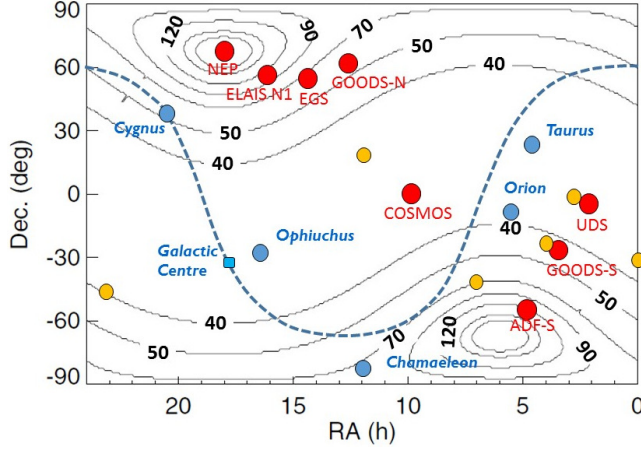 120
90
70
50
40
NEP
ELAIS N1
EGS
GOODS-N
Cygnus
50
40
Taurus
Orion
COSMOS
UDS
40
Ophiuchus
Galactic
Centre
GOODS-S
50
40
50
70
120
ADF-S
90
Chamaeleon
90
60
30
0
-30
-60
-90
Dec. (deg)
20
15
10
5
0
RA (h)